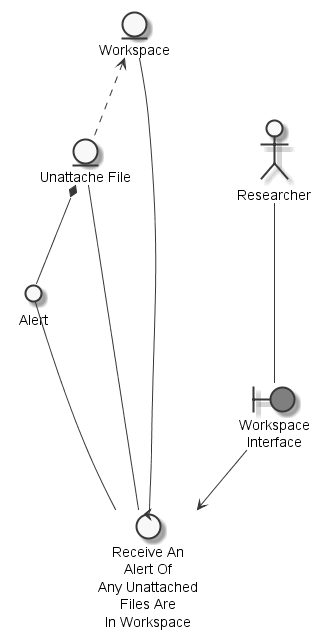 Workspace
Unattache File
Researcher
Alert
Workspace
Interface
Receive An
Alert Of
Any Unattached
Files Are
In Workspace